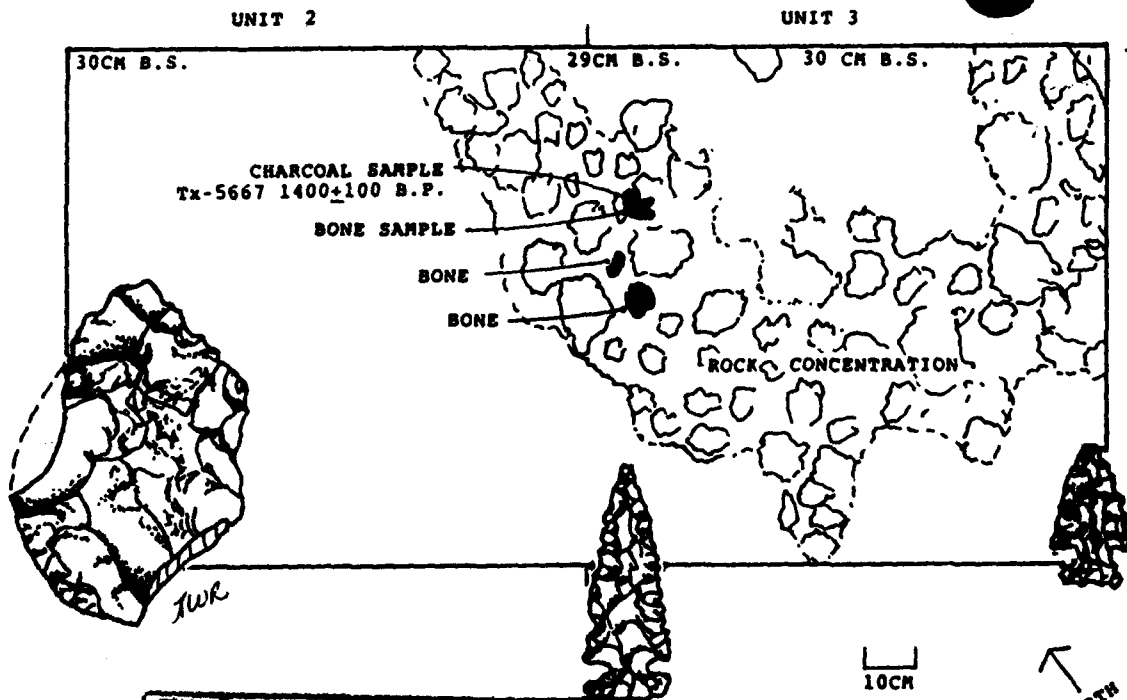 UNIT 2
UNIT 3
30CM B.S.
29CM B.S.
30 CM B.S.
CHARCOAL SAMPLE
Tx-5667 1400±100 B.P.
BONE SAMPLE
BONE
BONE
ROCK CONCENTRATION
TWR
10CM